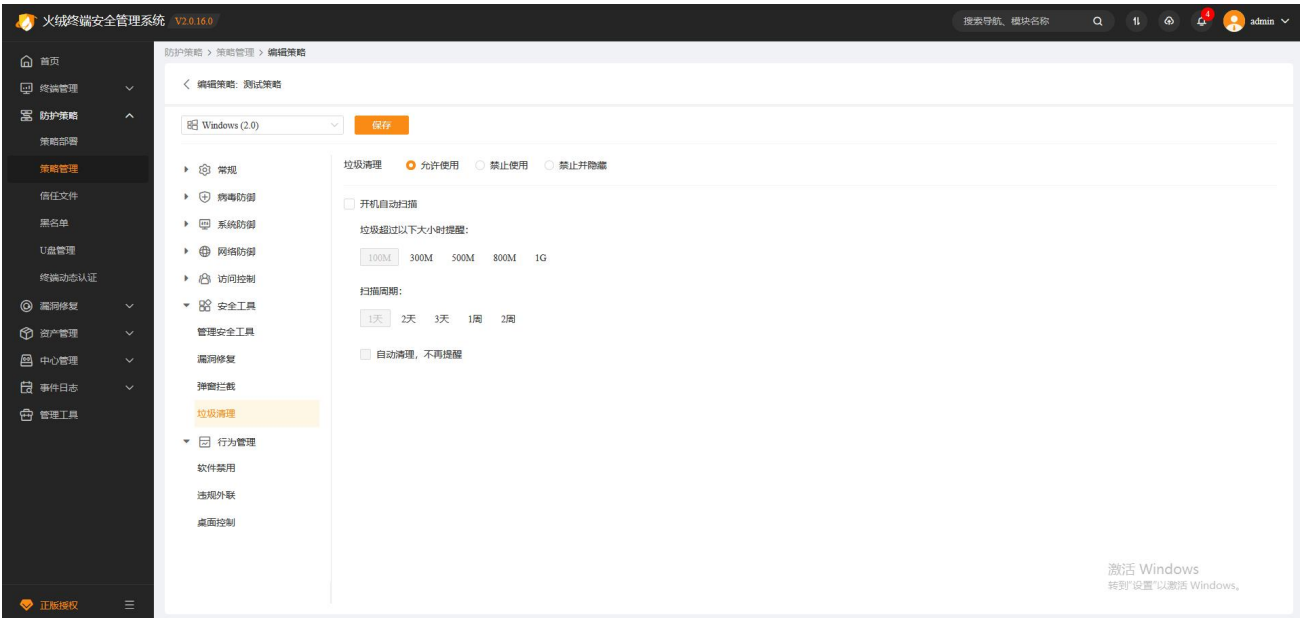 火绒终端安全管理系统 V2.0.16.0
搜索导航、模块名称
4
admin
首页
终端管理
防护策略
策略部署
策略管理
信任文件
黑名单
U盘管理
终端动态认证
漏洞修复
资产管理
中心管理
事件日志
管理工具
正版授权
防护策略 > 策略管理 > 编辑策略
编辑策略: 测试策略
Windows (2.0)
保存
常规
病毒防御
系统防御
网络防御
访问控制
安全工具
管理安全工具
漏洞修复
弹窗拦截
垃圾清理
行为管理
软件禁用
违规外联
桌面控制
垃圾清理 允许使用 禁止使用 禁止并隐藏
开机自动扫描
垃圾超过以下大小时提醒:
100M 300M 500M 800M 1G
扫描周期:
1天 2天 3天 1周 2周
自动清理，不再提醒
激活 Windows
转到"设置"以激活 Windows。